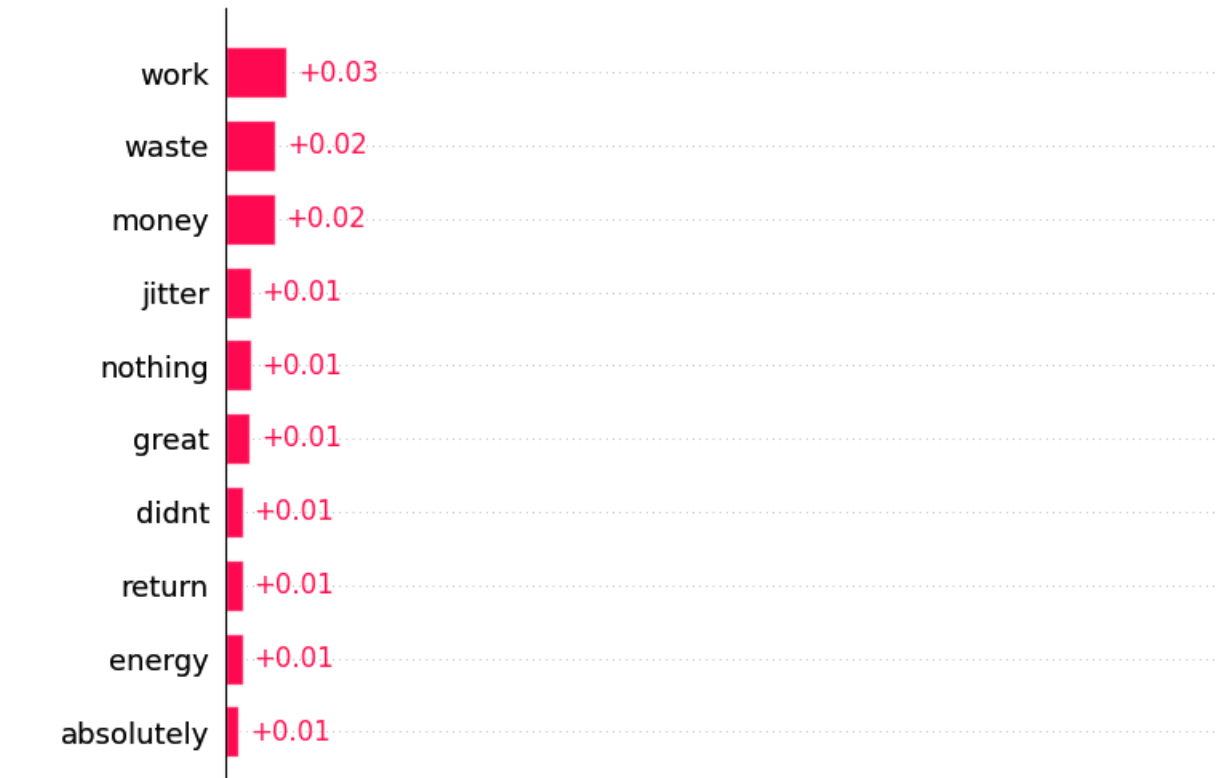 work +0.03
waste +0.02
money +0.02
jitter +0.01
nothing +0.01
great +0.01
didnt +0.01
return +0.01
energy +0.01
absolutely +0.01